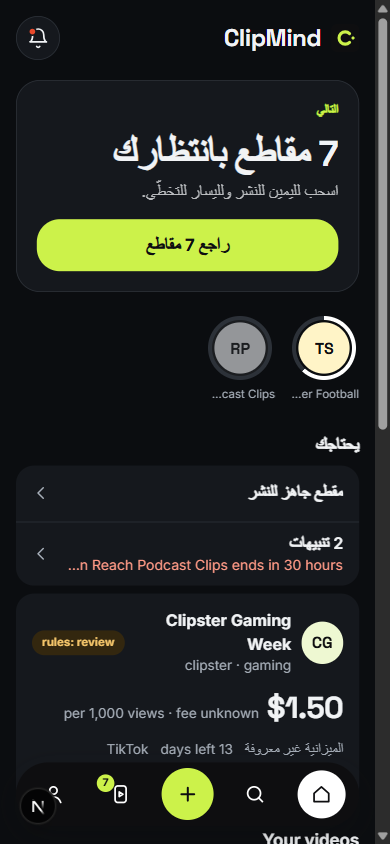 ClipMind
التالي
7 مقاطع بانتظارك
اسحب لليمين للنشر ولليسار للتخطّي.
راجع 7 مقاطع
TS
RP
...er Football
...cast Clips
يحتاجك
مقطع جاهز للنشر
2 تنبيهات
...n Reach Podcast Clips ends in 30 hours
CG
Clipster Gaming
Week
rules: review
clipster · gaming
$1.50
per 1,000 views · fee unknown
الميزانية غير معروفة
days left 13
TikTok
7
N
Your videos